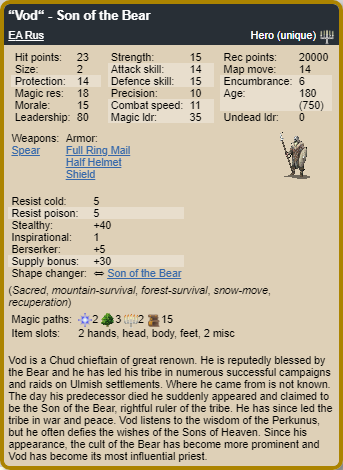 “Vod“ - Son of the Bear
EA Rus Hero (unique)
Hit points: 23 Strength: 15 Rec points: 20000
Size: 2 Attack skill: 14 Map move: 14
Protection: 14 Defence skill: 15 Encumbrance: 6
Magic res: 18 Precision: 10 Age: 180
Morale: 15 Combat speed: 11 (750)
Leadership: 80 Magic ldr: 35 Undead ldr: 0
Weapons: Armor:
Spear Full Ring Mail
Half Helmet
Shield
Resist cold: 5
Resist poison: 5
Stealthy: +40
Inspirational: 1
Berserker: +5
Supply bonus: +30
Shape changer: ⇔ Son of the Bear
(Sacred, mountain-survival, forest-survival, snow-move,
recuperation)
Magic paths: 2 3 2 15
Item slots: 2 hands, head, body, feet, 2 misc
Vod is a Chud chieftain of great renown. He is reputedly blessed by
the Bear and he has led his tribe in numerous successful campaigns
and raids on Ulmish settlements. Where he came from is not known.
The day his predecessor died he suddenly appeared and claimed to
be the Son of the Bear, rightful ruler of the tribe. He has since led the
tribe in war and peace. Vod listens to the wisdom of the Perkunus,
but he often defies the wishes of the Sons of Heaven. Since his
appearance, the cult of the Bear has become more prominent and
Vod has become its most influential priest.